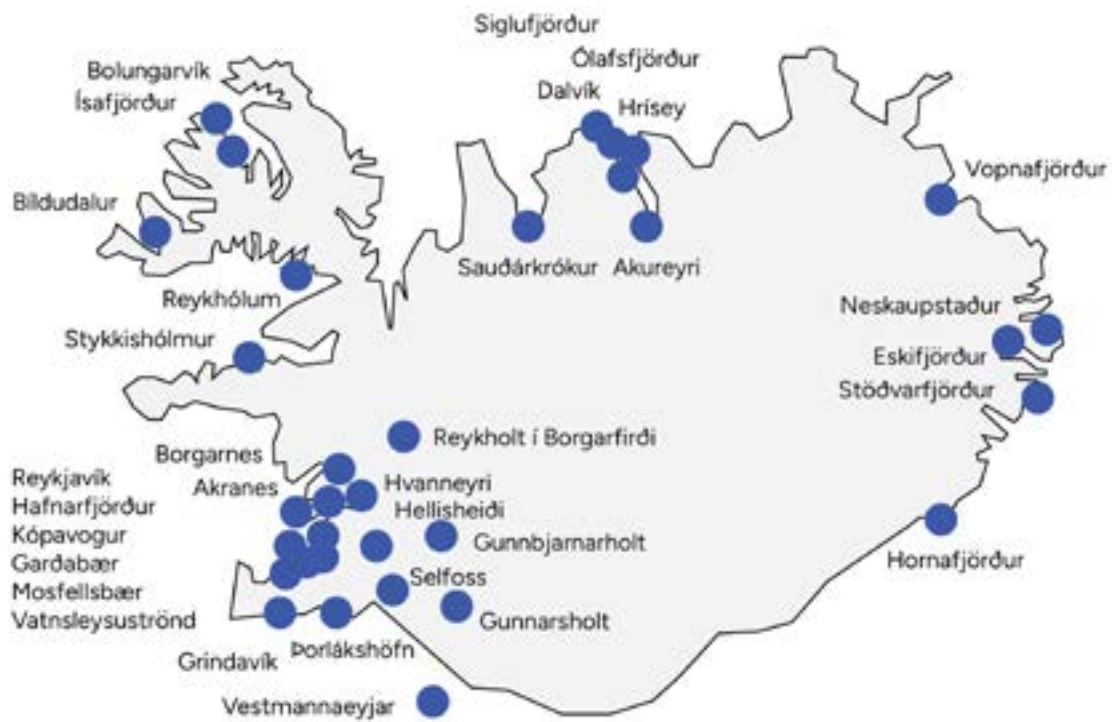 Siglufjörður
Ólafsfjörður
Bolungarvík
Ísafjörður
Dalvík
Hrísey
Vopnafjörður
Bíldudalur
Sauðárkrókur
Akureyri
Reykhólum
Neskaupstaður
Stykkishólmur
Eskifjörður
Stöðvarfjörður
Reykholt í Borgarfirði
Borgarnes
Akranes
Hvanneyri
Hellisheiði
Reykjavík
Hafnarfjörður
Kópavogur
Garðabær
Mosfellsbær
Vatnsleysuströnd
Gunnbjarnarholt
Hornafjörður
Selfoss
Gunnarsholt
Grindavík
Þorlákshöfn
Vestmannaeyjar